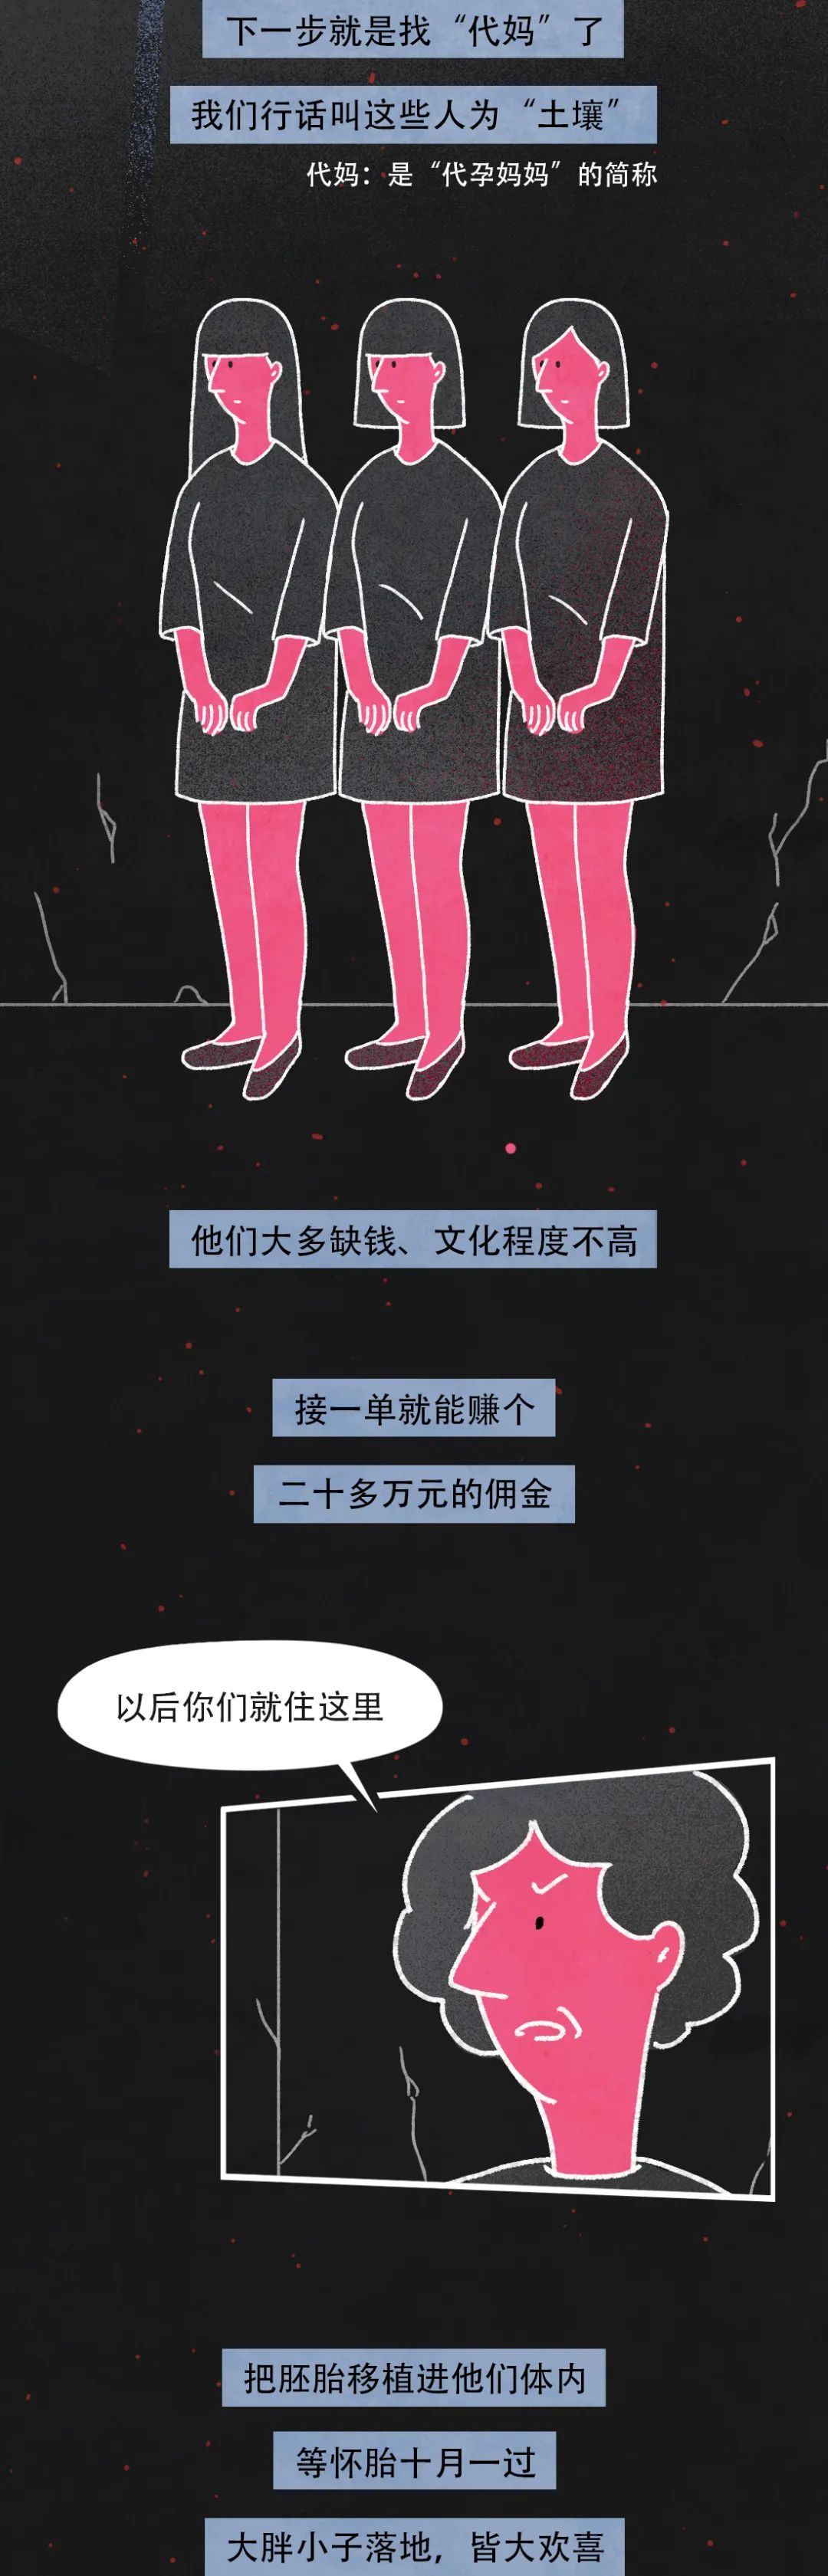 下一步就是找“代妈”了
我们行话叫这些人为“土壤”
代妈：是“代孕妈妈”的简称
他们大多缺钱、文化程度不高
接一单就能赚个
二十多万元的佣金
以后你们就住这里
把胚胎移植进他们体内
等怀胎十月一过
大胖小子落地，皆大欢喜